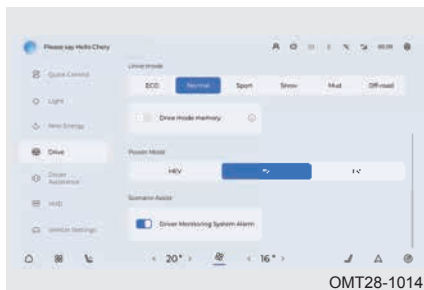 Please say Hello Chery
Drive mode
Quick Control
ECO Normal Sport Snow Mud Off-road
Light
Drive mode memory
New Energy
Drive
Power Mode
HEV
Driver
Assistance
Scenario Assist
HUD
Driver Monitoring System Alarm
Vehicle Settings
< 20° > < 16° >
OMT28-1014